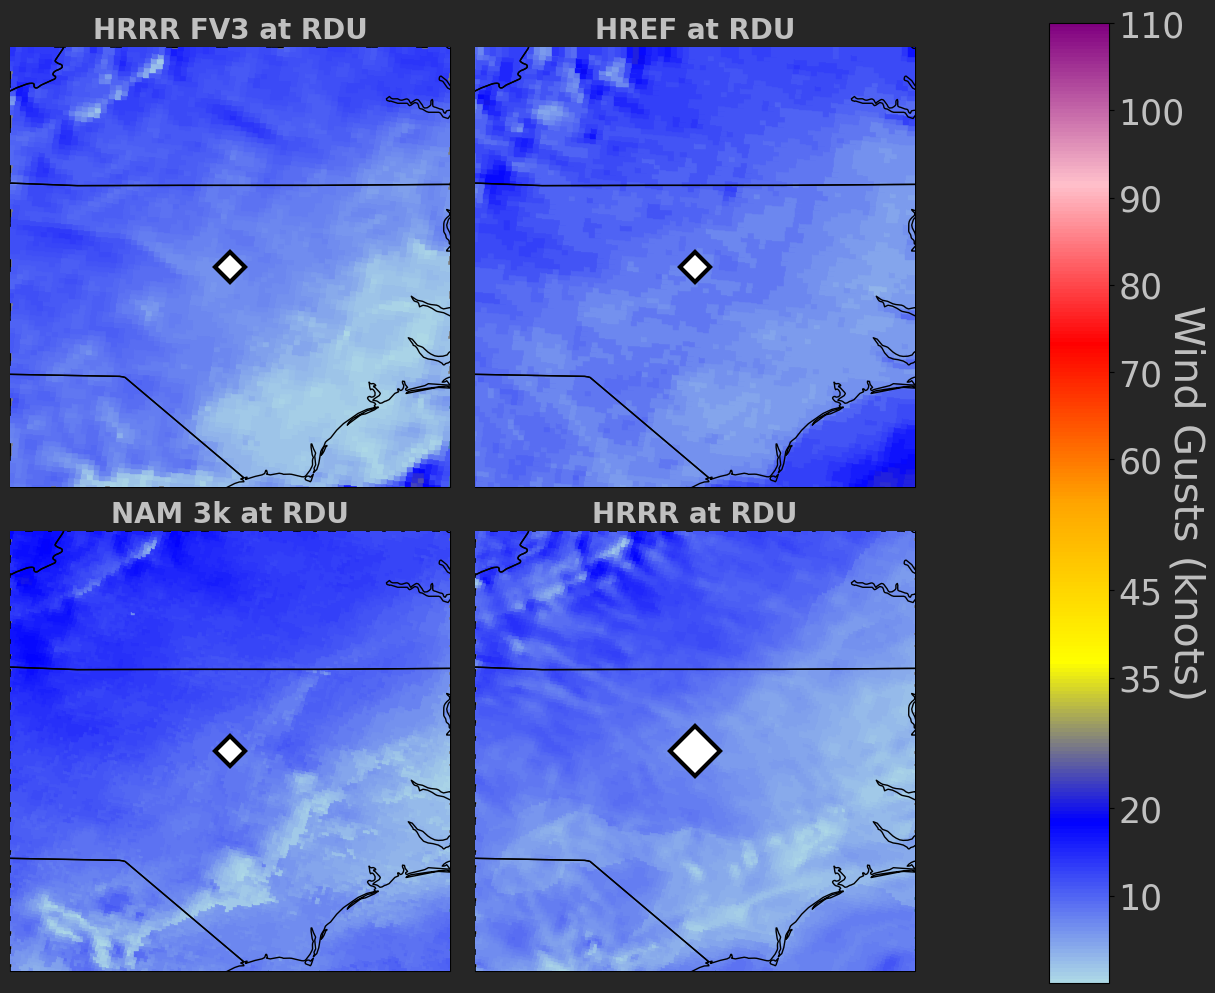 HRRR FV3 at RDU
HREF at RDU
NAM 3k at RDU
HRRR at RDU
110
100
90
80
70
60
45
35
20
10
Wind Gusts (knots)